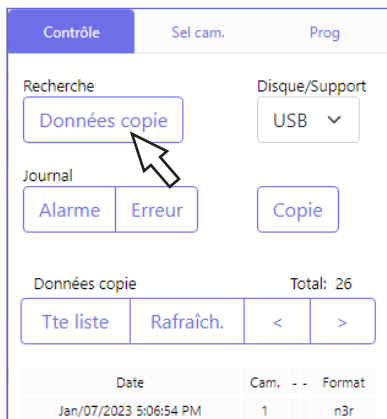 Contrôle Sel cam. Prog
Recherche Disque/Support
Données copie USB
Journal
Alarme Erreur Copie
Données copie Total: 26
Tte liste Rafraîch. < >
Date Cam. - - Format
Jan/07/2023 5:06:54 PM 1 n3r